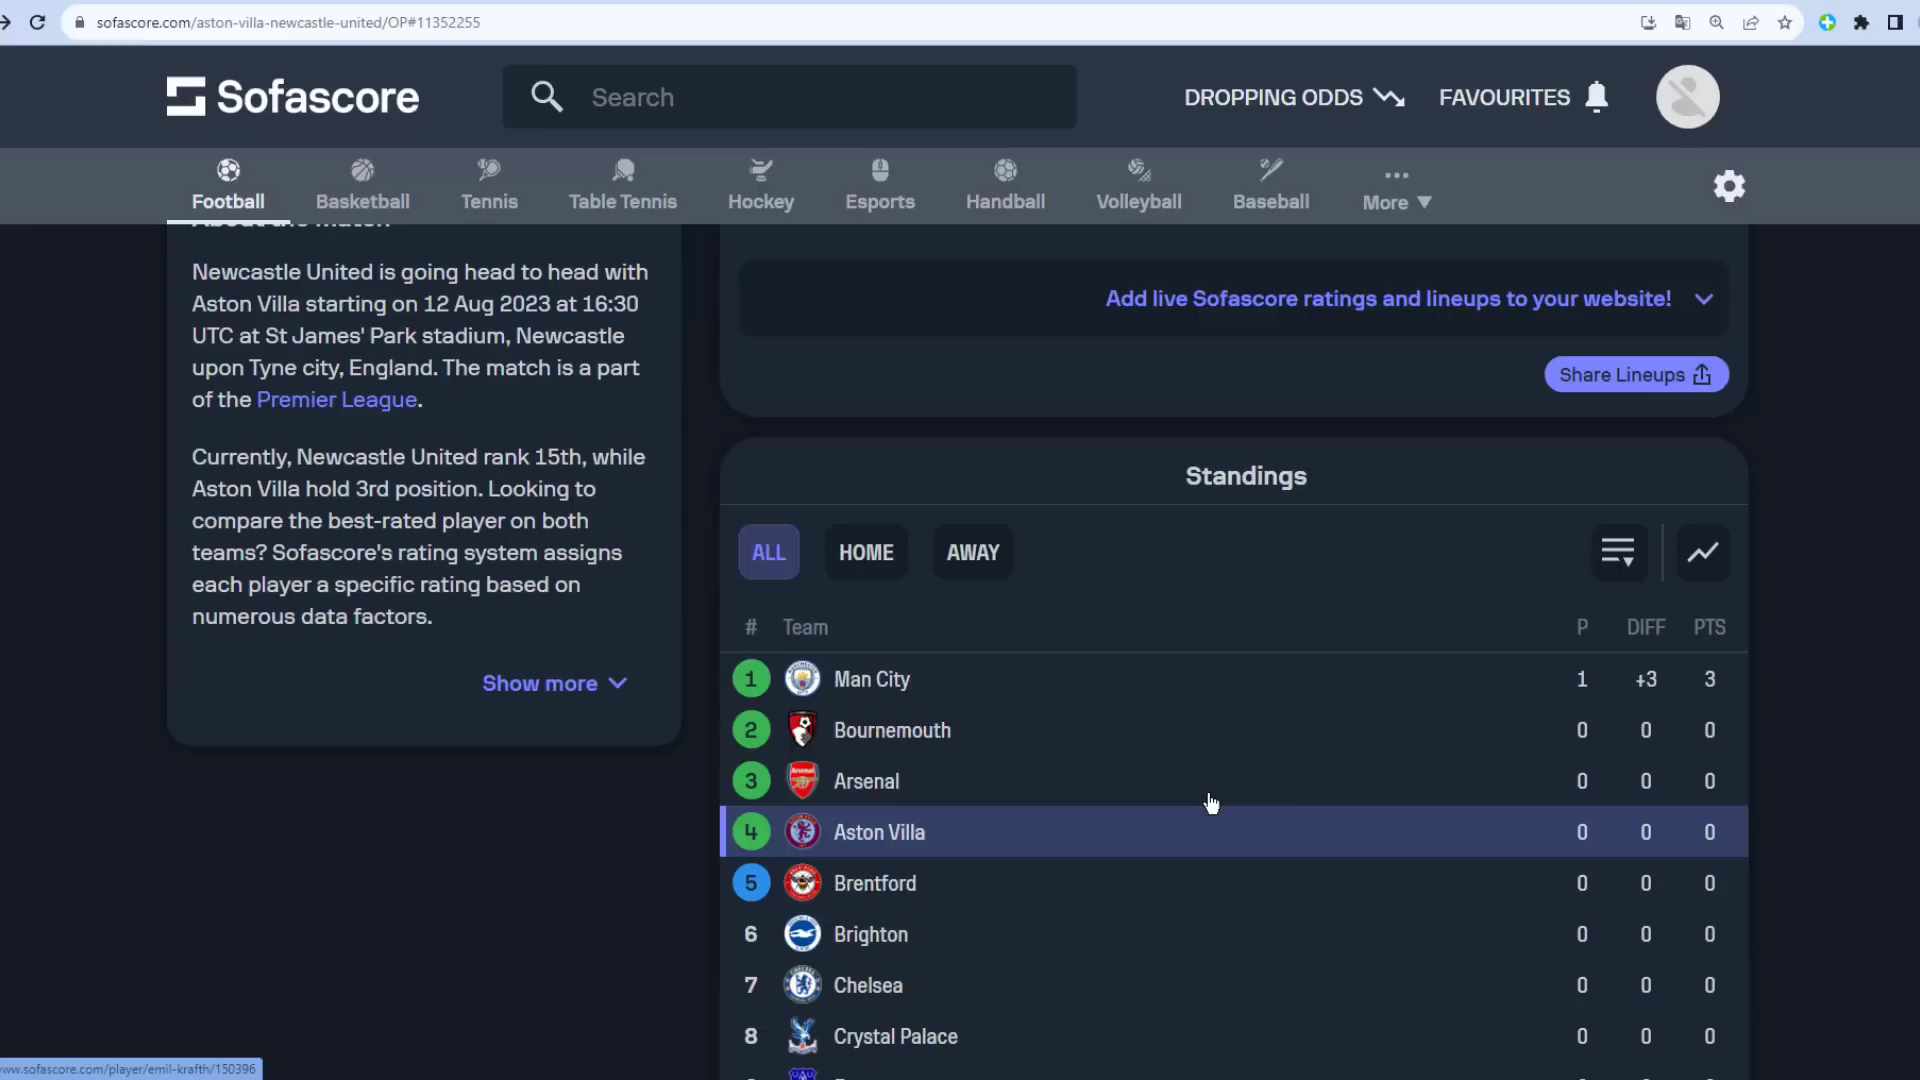 sofascore.com/aston-villa-newcastle-united/OP#11352255
Sofascore
Search
DROPPING ODDS
FAVOURITES
Football
Basketball
Tennis
Table Tennis
Hockey
Esports
Handball
Volleyball
Baseball
More
About the match
Newcastle United is going head to head with
Aston Villa starting on 12 Aug 2023 at 16:30
UTC at St James' Park stadium, Newcastle
upon Tyne city, England. The match is a part
of the Premier League.
Currently, Newcastle United rank 15th, while
Aston Villa hold 3rd position. Looking to
compare the best-rated player on both
teams? Sofascore's rating system assigns
each player a specific rating based on
numerous data factors.
Show more
Add live Sofascore ratings and lineups to your website!
Share Lineups
Standings
ALL HOME AWAY
# Team P DIFF PTS
1 Man City 1 +3 3
2 Bournemouth 0 0 0
3 Arsenal 0 0 0
4 Aston Villa 0 0 0
5 Brentford 0 0 0
6 Brighton 0 0 0
7 Chelsea 0 0 0
8 Crystal Palace 0 0 0
www.sofascore.com/player/emil-krafth/150396